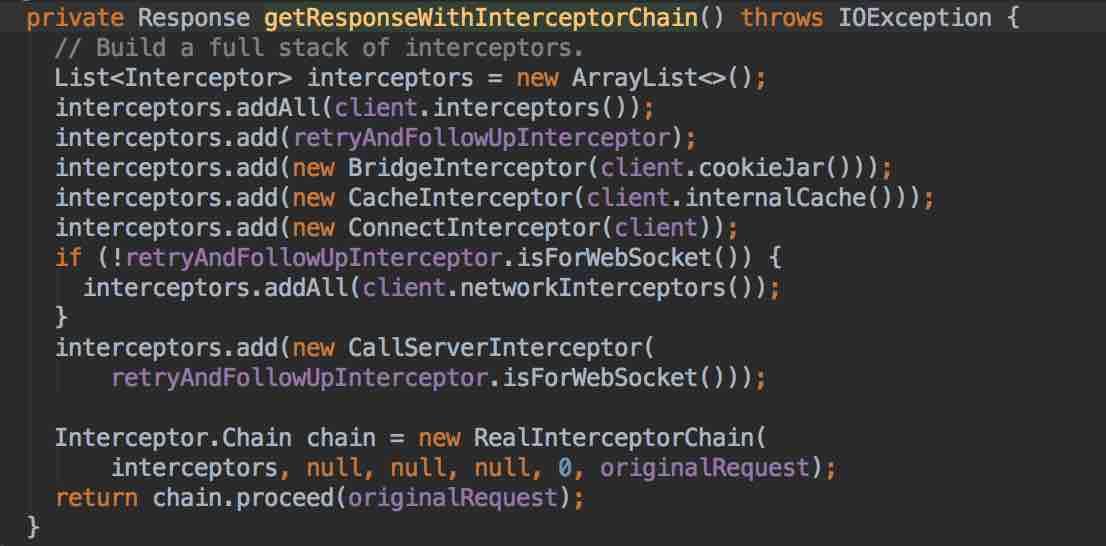 private Response getResponseWithInterceptorChain() throws IOException {
// Build a full stack of interceptors.
List<Interceptor> interceptors = new ArrayList<>();
interceptors.addAll(client.interceptors());
interceptors.add(retryAndFollowUpInterceptor);
interceptors.add(new BridgeInterceptor(client.cookieJar()));
interceptors.add(new CacheInterceptor(client.internalCache()));
interceptors.add(new ConnectInterceptor(client));
if (!retryAndFollowUpInterceptor.isForWebSocket()) {
interceptors.addAll(client.networkInterceptors());
}
interceptors.add(new CallServerInterceptor(
retryAndFollowUpInterceptor.isForWebSocket()));
Interceptor.Chain chain = new RealInterceptorChain(
interceptors, null, null, null, 0, originalRequest);
return chain.proceed(originalRequest);
}